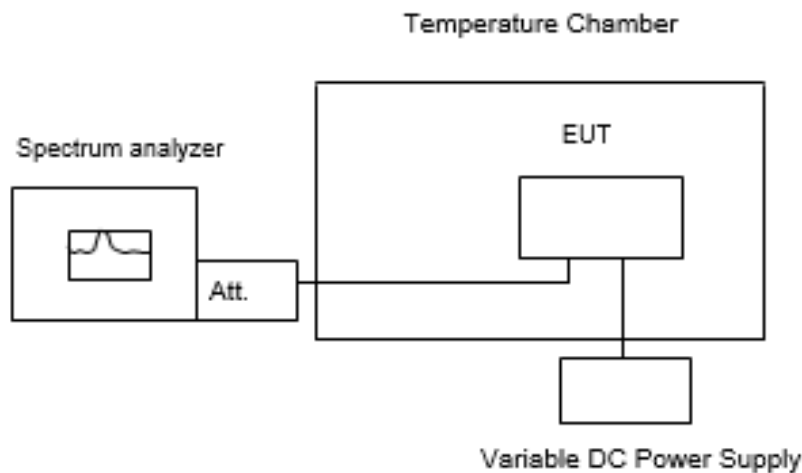 Temperature Chamber
Spectrum analyzer
EUT
Att.
Variable DC Power Supply